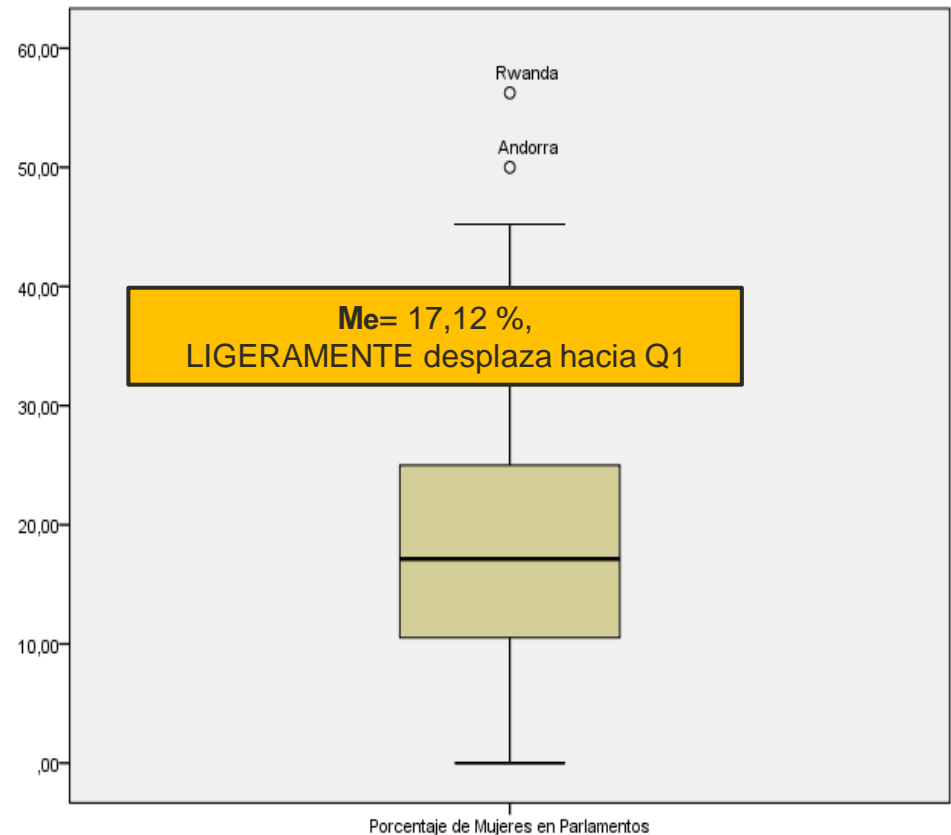 60,00
Rwanda
Andorra
50,00
40,00
Me= 17,12 %,
LIGERAMENTE desplaza hacia Q1
30,00
20,00
10,00
,00
Porcentaje de Mujeres en Parlamentos